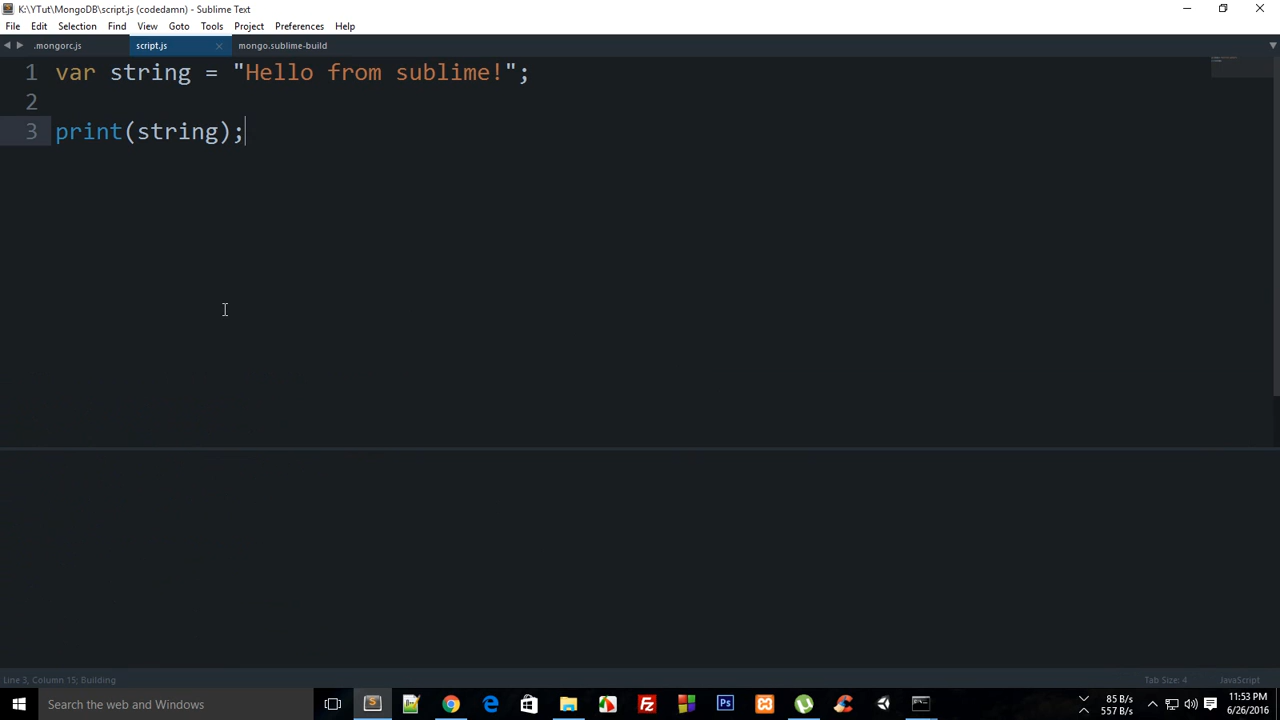 K:\YTut\MongoDB\script.js (codedamn) - Sublime Text
File Edit Selection Find View Goto Tools Project Preferences Help
.mongorc.js script.js mongo.sublime-build
1 var string = "Hello from sublime!";
2
3 print(string);
Line 3, Column 15; Building
Tab Size: 4 JavaScript
Search the web and Windows
85 B/s
557 B/s
11:53 PM
6/26/2016